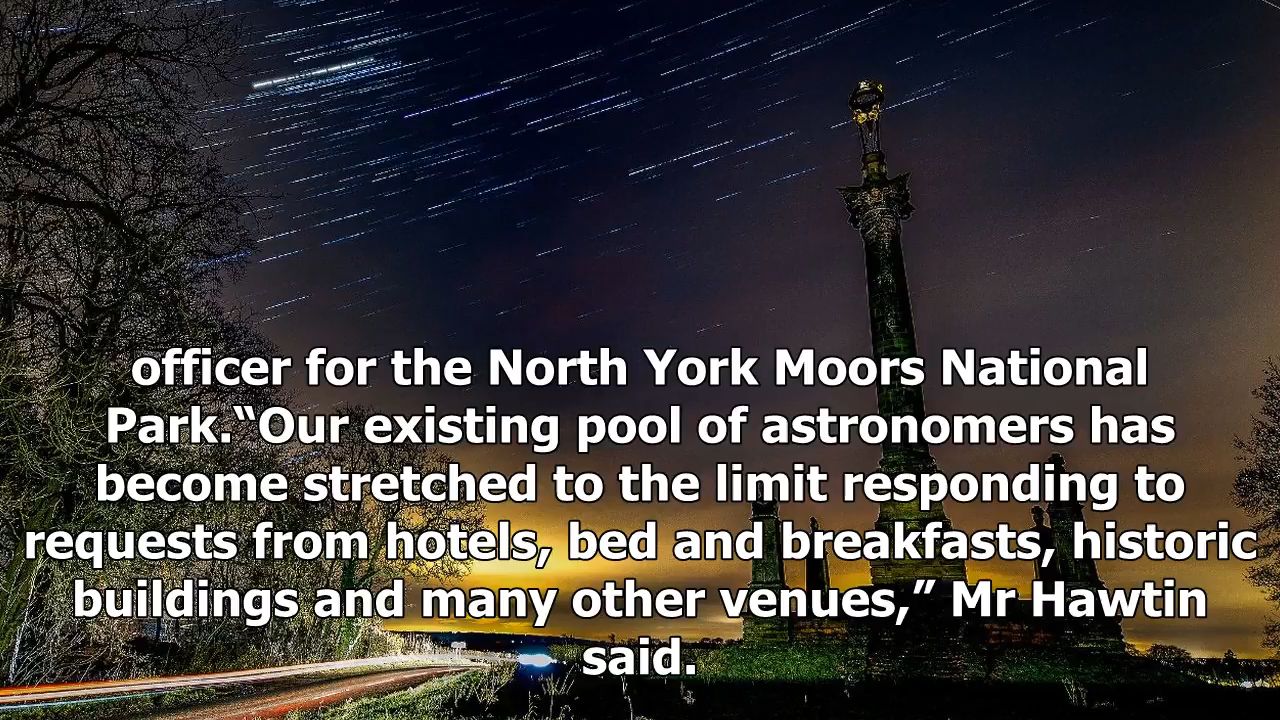 officer for the North York Moors National
Park.“Our existing pool of astronomers has
become stretched to the limit responding to
requests from hotels, bed and breakfasts, historic
buildings and many other venues,” Mr Hawtin
said.